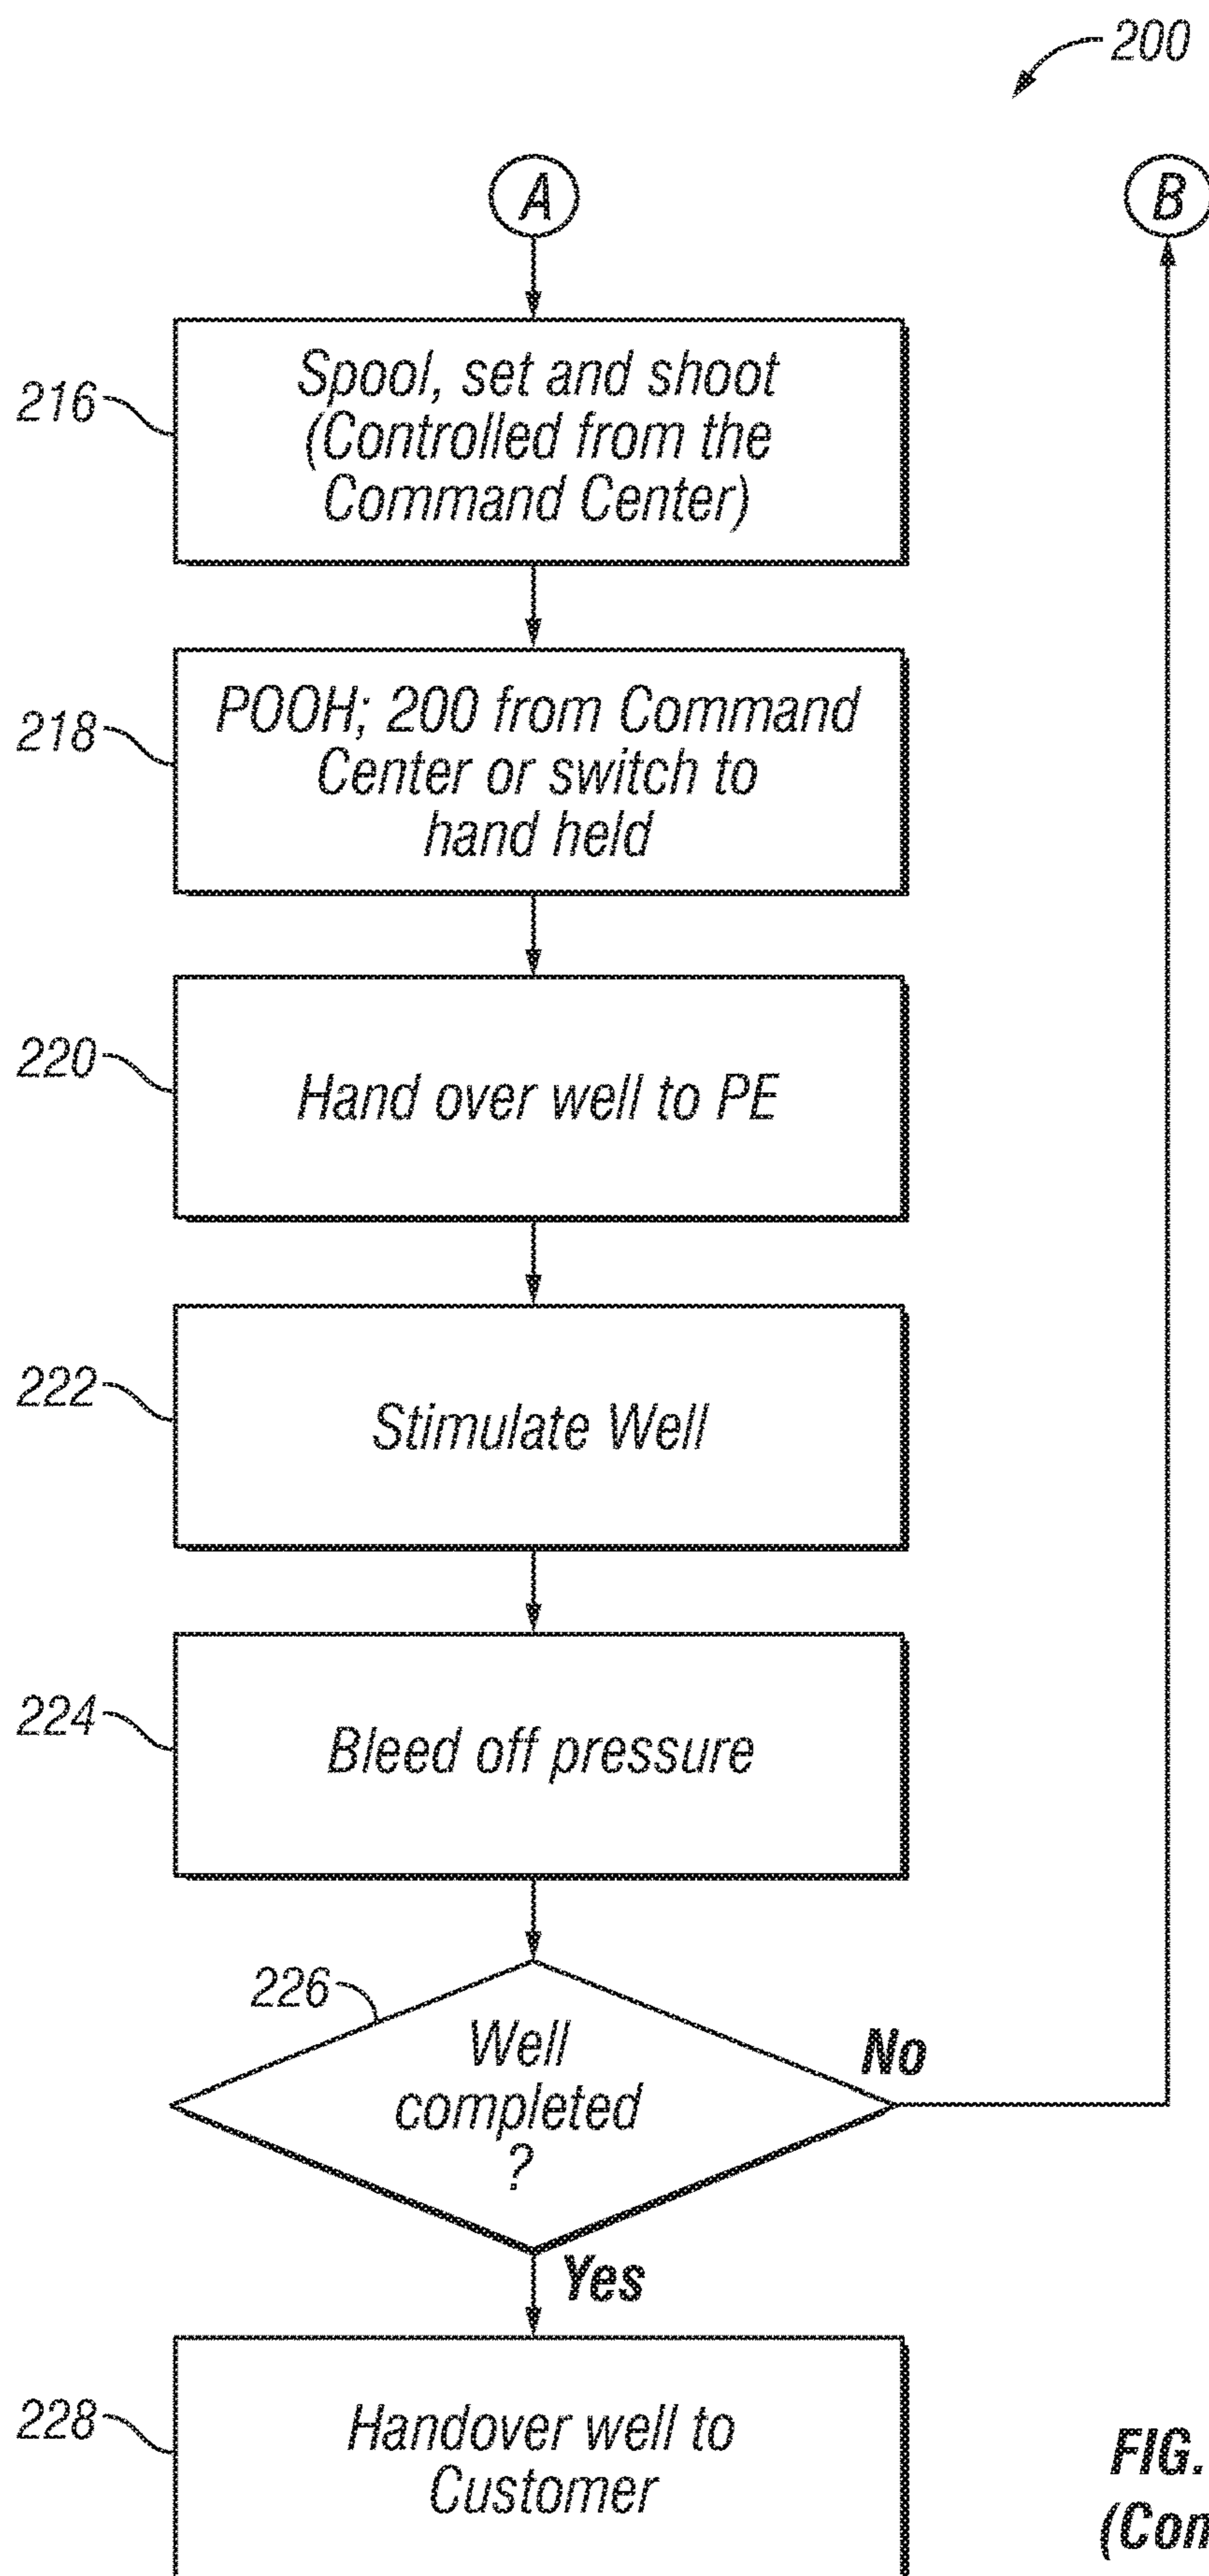 200
A
B
216
Spool, set and shoot
(Controlled from the
Command Center)
218
POOH; 200 from Command
Center or switch to
hand held
220
Hand over well to PE
222
Stimulate Well
224
Bleed off pressure
226
Well
completed
?
No
Yes
228
Handover well to
Customer
FIG.